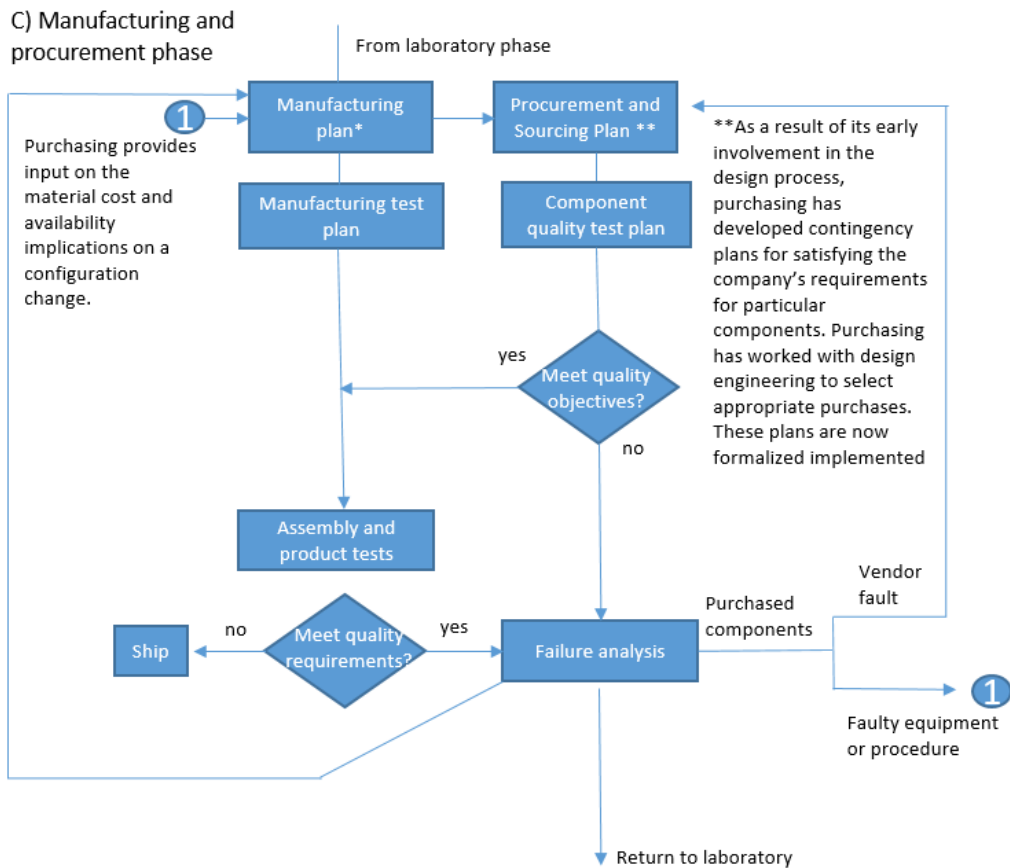 C) Manufacturing and
procurement phase
From laboratory phase
1
Manufacturing
plan*
Procurement and
Sourcing Plan **
Purchasing provides
input on the
material cost and
availability
implications on a
configuration
change.
Manufacturing test
plan
Component
quality test plan
**As a result of its early
involvement in the
design process,
purchasing has
developed contingency
plans for satisfying the
company's requirements
for particular
components. Purchasing
has worked with design
engineering to select
appropriate purchases.
These plans are now
formalized implemented
yes
Meet quality
objectives?
no
Assembly and
product tests
Vendor
fault
Purchased
components
Ship
no
Meet quality
requirements?
yes
Failure analysis
1
Faulty equipment
or procedure
Return to laboratory